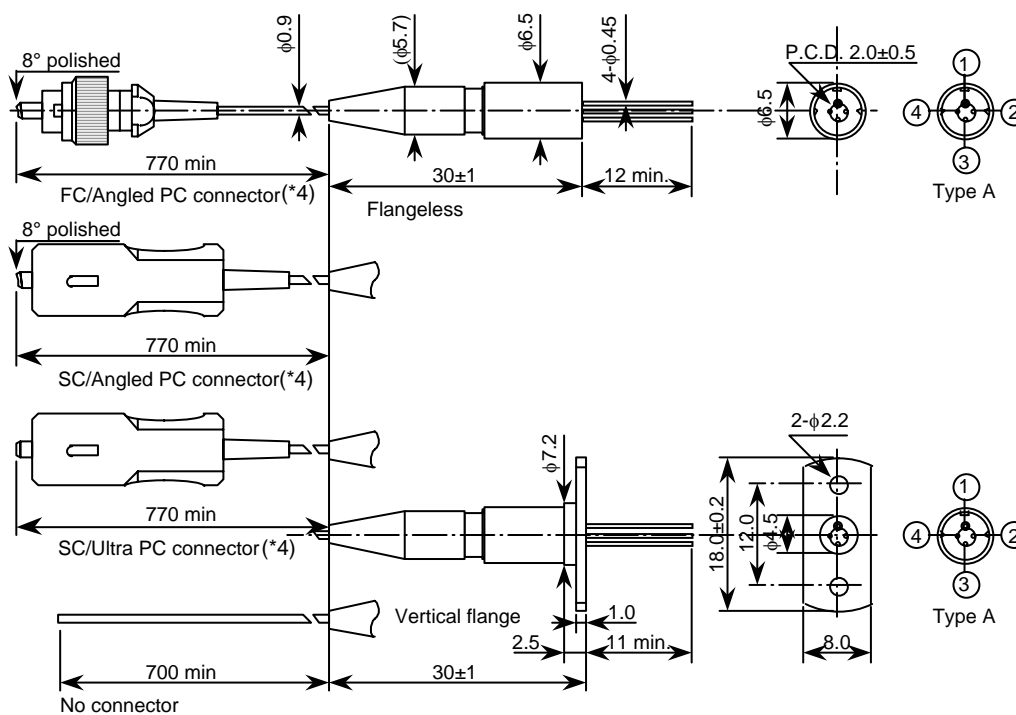 8° polished
φ0.9
(φ5.7)
φ6.5
4-φ0.45
P.C.D. 2.0±0.5
φ6.5
1
4
2
3
Type A
770 min
30±1
12 min.
FC/Angled PC connector(*4)
Flangeless
8° polished
770 min
SC/Angled PC connector(*4)
770 min
SC/Ultra PC connector(*4)
φ7.2
2-φ2.2
18.0±0.2
12.0
φ4.5
1
4
2
3
Type A
Vertical flange
1.0
2.5
11 min.
8.0
700 min
30±1
No connector